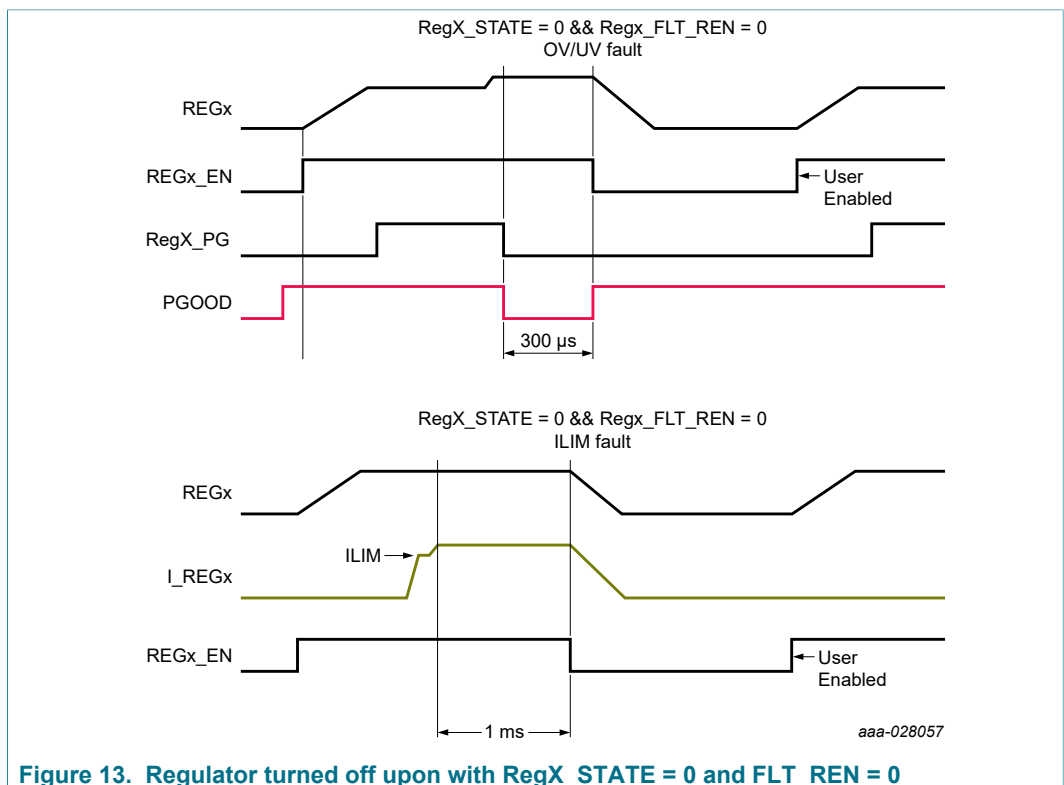 RegX_STATE = 0 && Regx_FLT_REN = 0
OV/UV fault
REGx
REGx_EN
User
Enabled
RegX_PG
PGOOD
300 µs
RegX_STATE = 0 && Regx_FLT_REN = 0
ILIM fault
REGx
ILIM
I_REGx
REGx_EN
User
Enabled
1 ms
aaa-028057
Figure 13. Regulator turned off upon with RegX_STATE = 0 and FLT_REN = 0